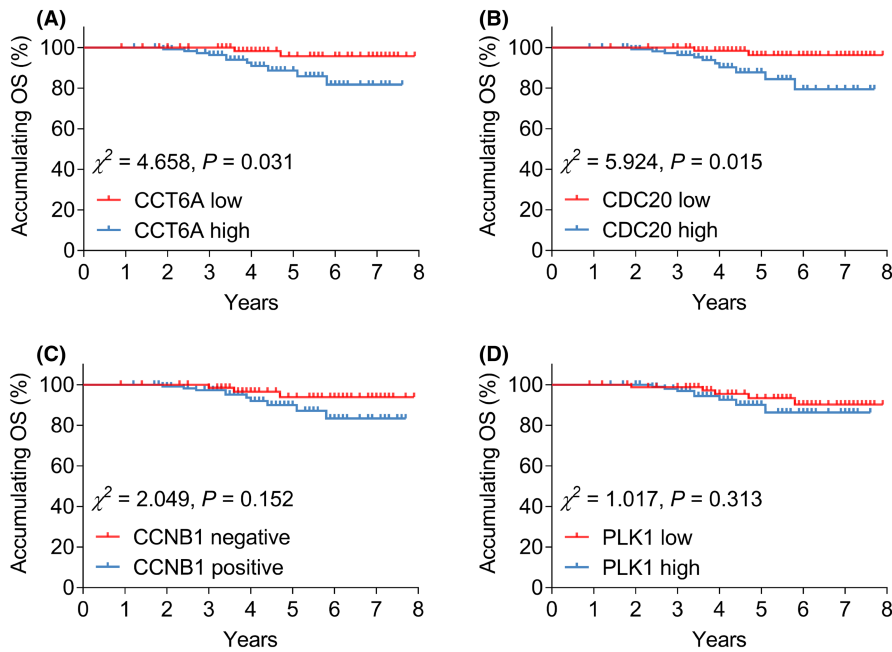 (A)
Accumulating OS (%)
100
80
60
40
20
0
χ² = 4.658, P = 0.031
CCT6A low
CCT6A high
0 1 2 3 4 5 6 7 8
Years
(B)
Accumulating OS (%)
100
80
60
40
20
0
χ² = 5.924, P = 0.015
CDC20 low
CDC20 high
0 1 2 3 4 5 6 7 8
Years
(C)
Accumulating OS (%)
100
80
60
40
20
0
χ² = 2.049, P = 0.152
CCNB1 negative
CCNB1 positive
0 1 2 3 4 5 6 7 8
Years
(D)
Accumulating OS (%)
100
80
60
40
20
0
χ² = 1.017, P = 0.313
PLK1 low
PLK1 high
0 1 2 3 4 5 6 7 8
Years